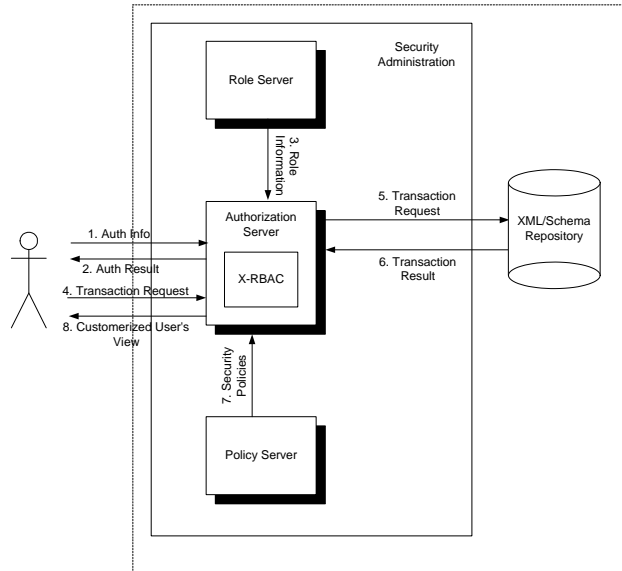 Security
Administration
Role Server
3. Role
Information
Authorization
Server
X-RBAC
1. Auth Info
2. Auth Result
4. Transaction Request
8. Customerized User's
View
5. Transaction
Request
6. Transaction
Result
XML/Schema
Repository
7. Security
Policies
Policy Server